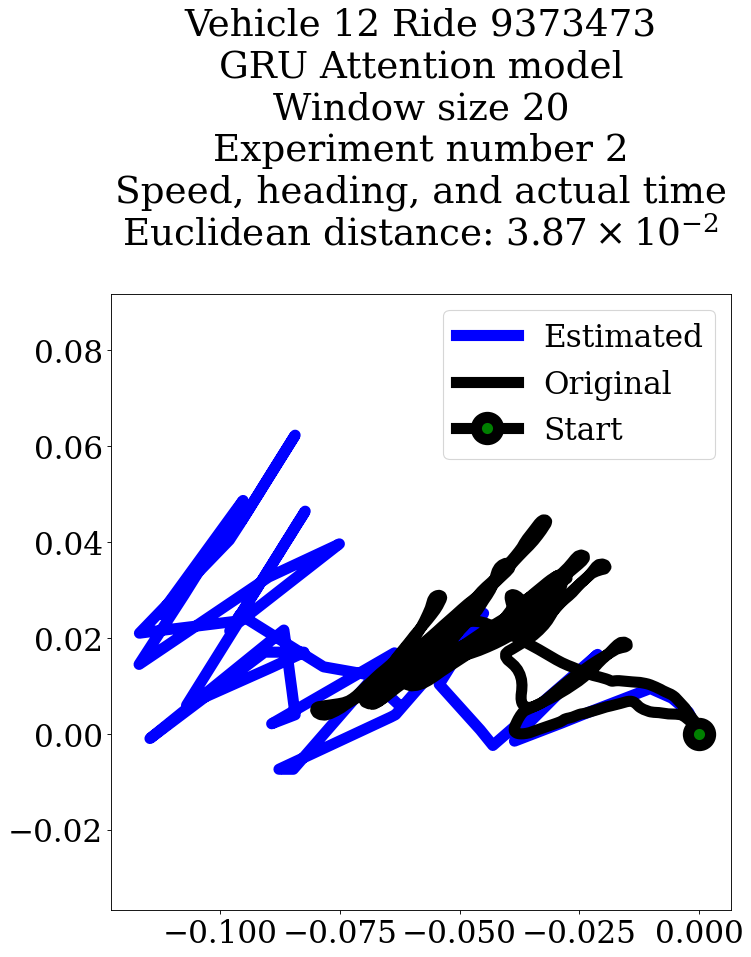 Vehicle 12 Ride 9373473
GRU Attention model
Window size 20
Experiment number 2
Speed, heading, and actual time
Euclidean distance: 3.87 × 10⁻²
Estimated
Original
Start
0.08
0.06
0.04
0.02
0.00
−0.02
−0.100 −0.075 −0.050 −0.025 0.000